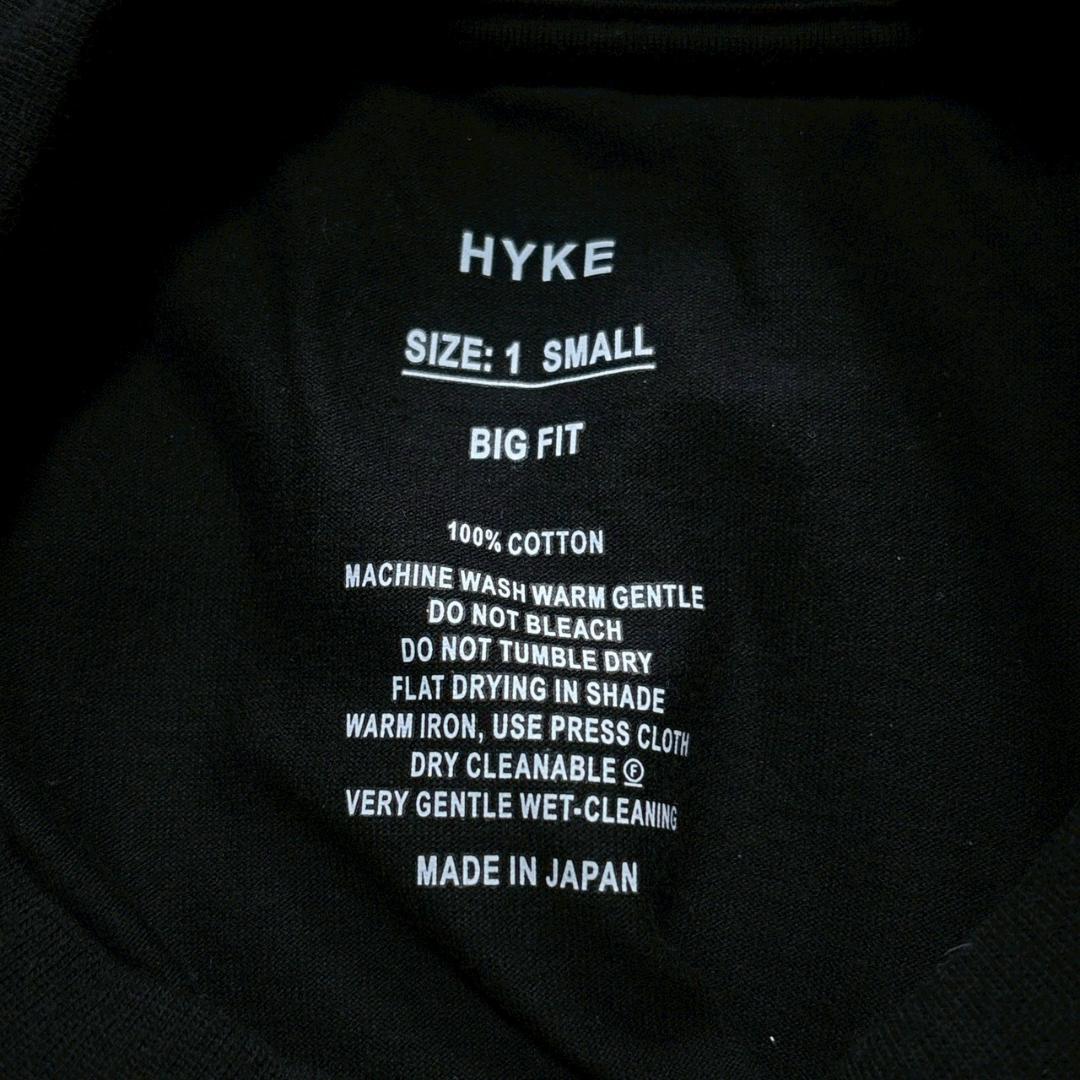 HYKE
SIZE: 1 SMALL
BIG FIT
100% COTTON
MACHINE WASH WARM GENTLE
DO NOT BLEACH
DO NOT TUMBLE DRY
FLAT DRYING IN SHADE
WARM IRON, USE PRESS CLOTH
DRY CLEANABLE Ⓕ
VERY GENTLE WET-CLEANING
MADE IN JAPAN